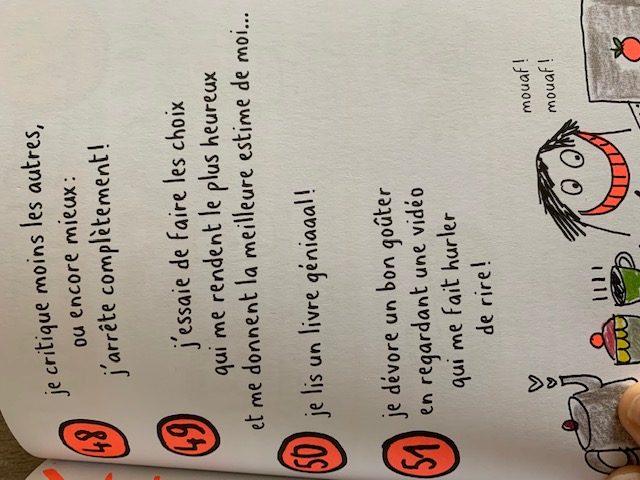 48
je critique moins les autres,
ou encore mieux :
j'arrête complètement !
49
j'essaie de faire les choix
qui me rendent le plus heureux
et me donnent la meilleure estime de moi...
50
je lis un livre géniaaal !
51
je dévore un bon goûter
en regardant une vidéo
qui me fait hurler
de rire !
mouaf !
mouaf !